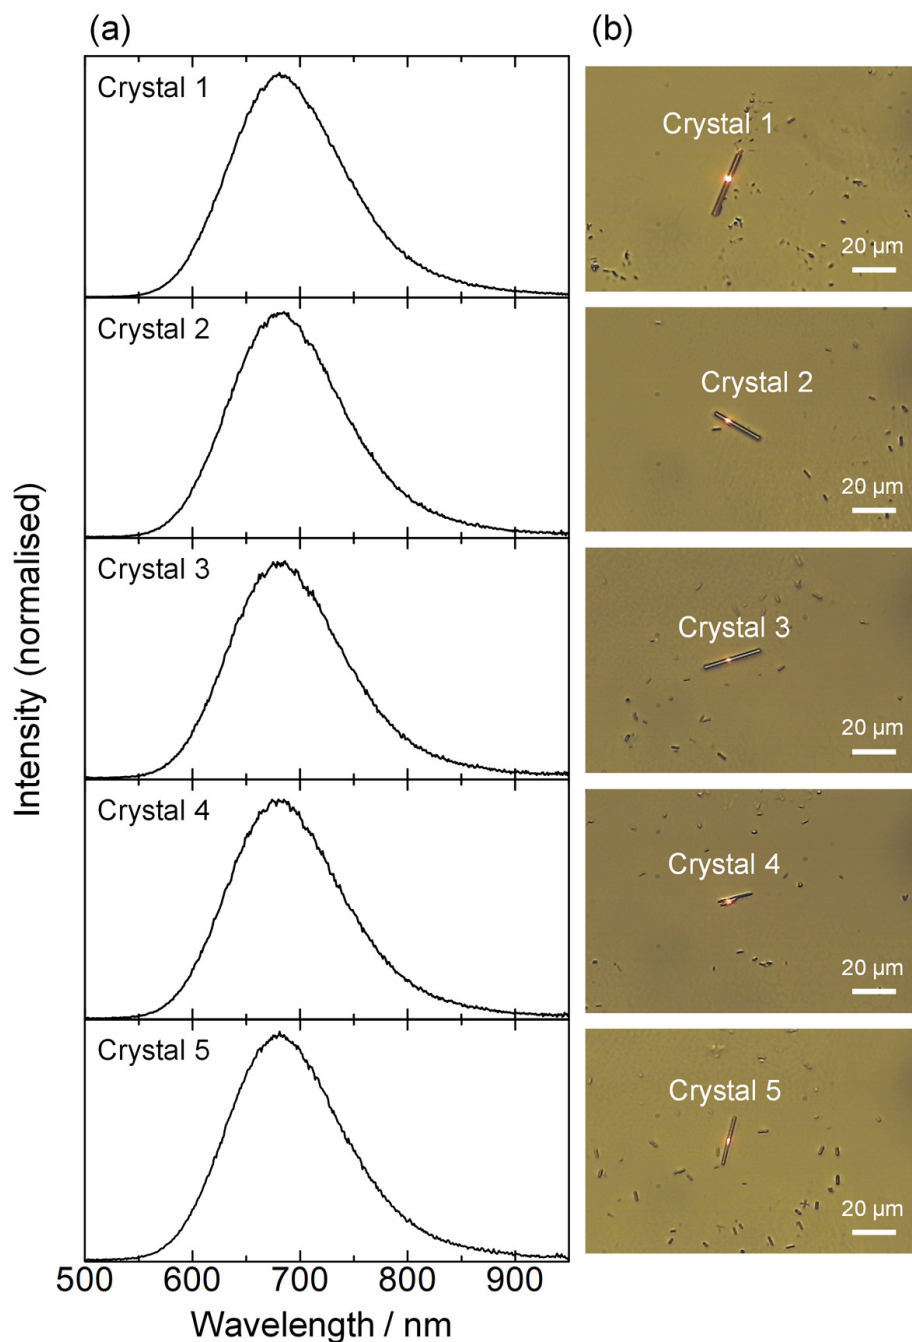 (a)
(b)
Crystal 1
Crystal 2
Crystal 3
Crystal 4
Crystal 5
Intensity (normalised)
500 600 700 800 900
Wavelength / nm
Crystal 1
20 µm
Crystal 2
20 µm
Crystal 3
20 µm
Crystal 4
20 µm
Crystal 5
20 µm